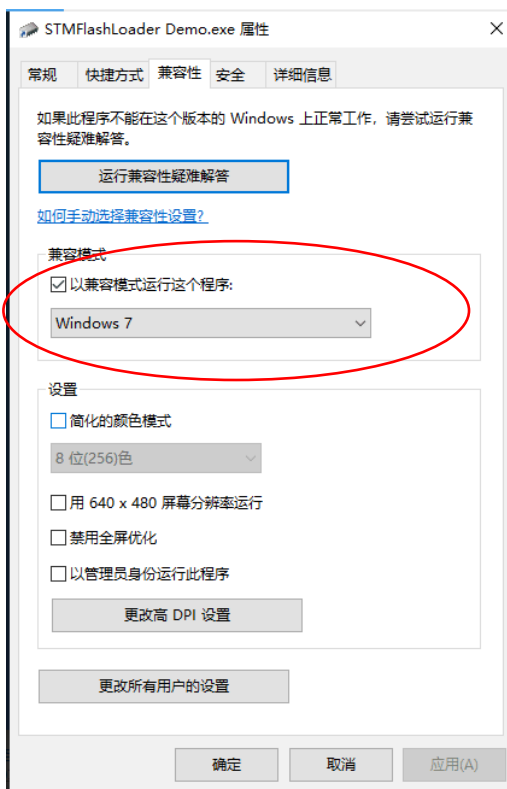 STMFlashLoader Demo.exe 属性
常规 快捷方式 兼容性 安全 详细信息
如果此程序不能在这个版本的 Windows 上正常工作，请尝试运行兼
容性疑难解答。
运行兼容性疑难解答
如何手动选择兼容性设置?
兼容模式
以兼容模式运行这个程序:
Windows 7
设置
简化的颜色模式
8 位(256)色
用 640 x 480 屏幕分辨率运行
禁用全屏优化
以管理员身份运行此程序
更改高 DPI 设置
更改所有用户的设置
确定 取消 应用(A)